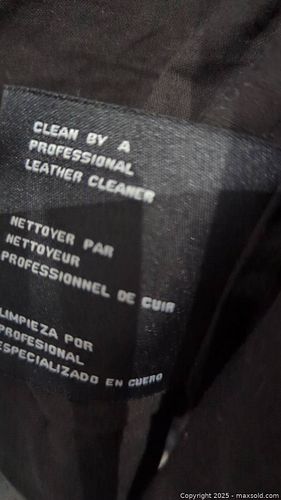 CLEAN BY A
PROFESSIONAL
LEATHER CLEANER
NETTOYER PAR
NETTOYEUR
PROFESSIONNEL DE CUIR
LIMPIEZA POR
PROFESIONAL
ESPECIALIZADO EN CUERO
Copyright © 2025 - maxsold.com